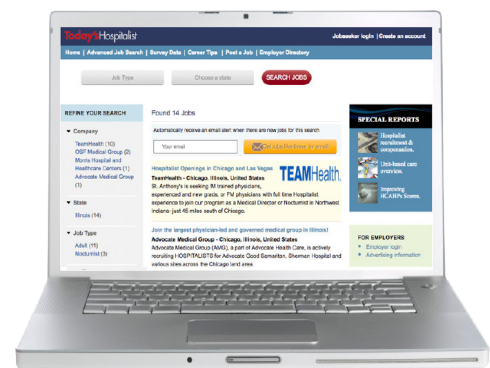 Today'sHospitalist
Jobseeker login | Create an account
Home | Advanced Job Search | Survey Data | Career Tips | Post a Job | Employer Directory
Job Type
Choose a state
SEARCH JOBS
REFINE YOUR SEARCH
Company
TeamHealth (10)
OSF Medical Group (2)
Morris Hospital and
Healthcare Centers (1)
Advocate Medical Group
(1)
State
Illinois (14)
Job Type
Adult (11)
Nocturnist (3)
Found 14 Jobs
Automatically receive an email alert when there are new jobs for this search
Your email
Get jobs like these by email
Hospitalist Openings in Chicago and Las Vegas
TeamHealth - Chicago, Illinois, United States
TEAMHealth.
St. Anthony's is seeking IM trained physicians,
experienced and new grads, or FM physicians with full time Hospitalist
experience to join our program as a Medical Director or Nocturnist in Northwest
Indiana- just 45 miles south of Chicago.
Join the largest physician-led and governed medical group in Illinois!
Advocate Medical Group - Chicago, Illinois, United States
Advocate Medical Group (AMG), a part of Advocate Health Care, is actively
recruiting HOSPITALISTS for Advocate Good Samaritan, Sherman Hospital and
various sites across the Chicago land area.
SPECIAL REPORTS
Hospitalist
recruitment &
compensation.
Unit-based care
overview.
Improving
HCAHPs Scores.
FOR EMPLOYERS
Employer login
Advertising information